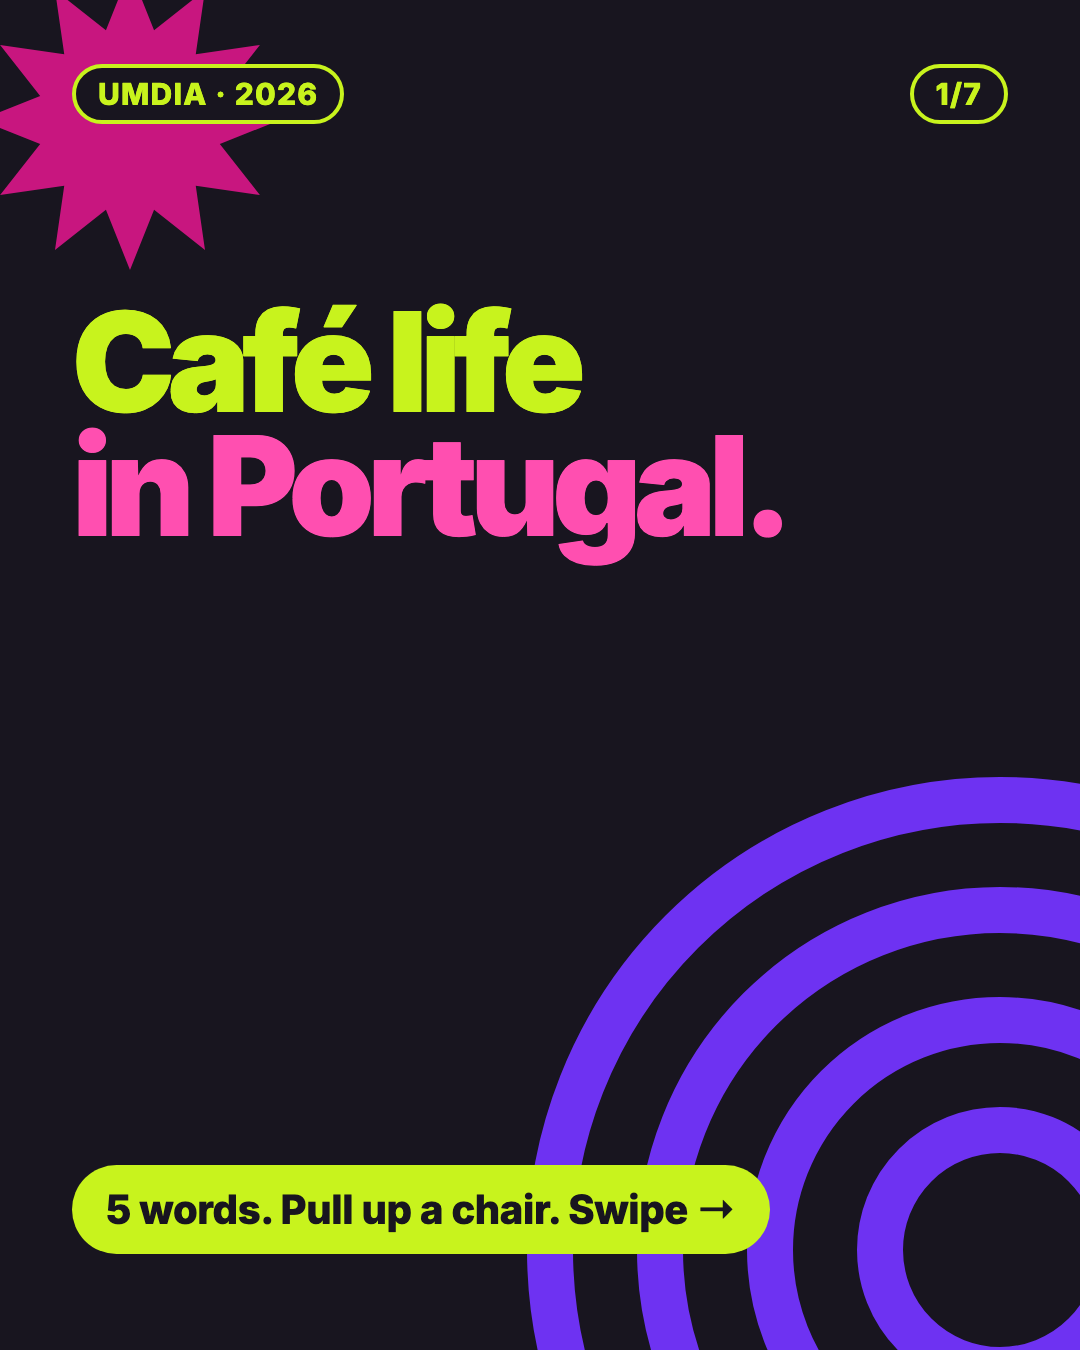 UMDIA · 2026
1/7
Café life
in Portugal.
5 words. Pull up a chair. Swipe →